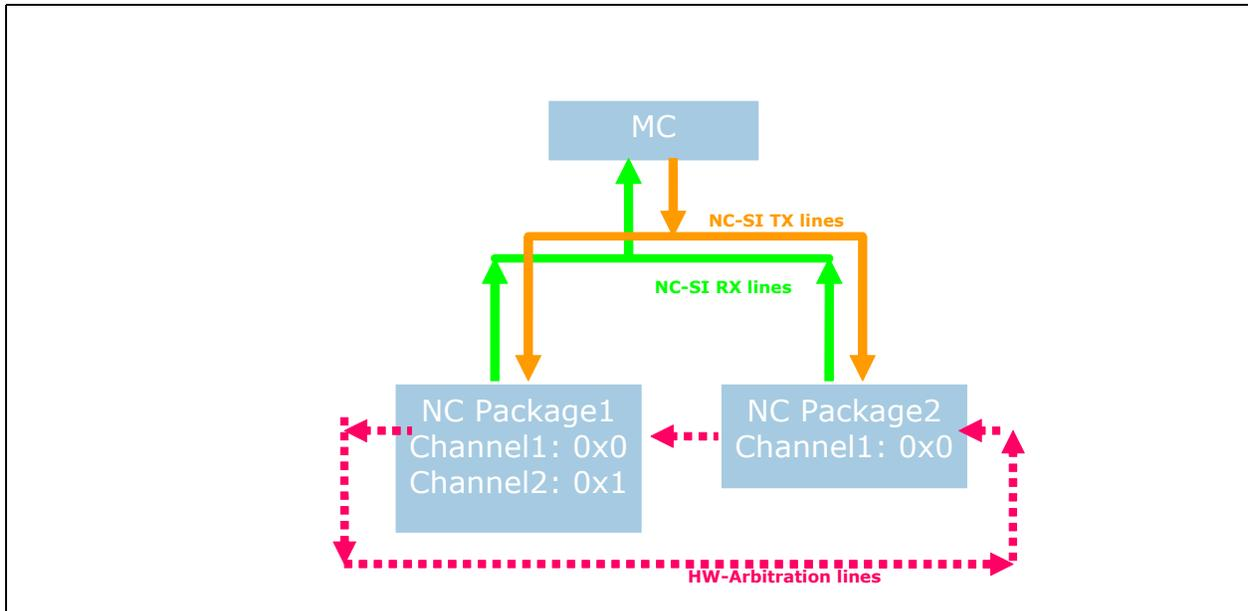 MC
NC-SI TX lines
NC-SI RX lines
NC Package1
Channel1: 0x0
Channel2: 0x1
NC Package2
Channel1: 0x0
HW-Arbitration lines